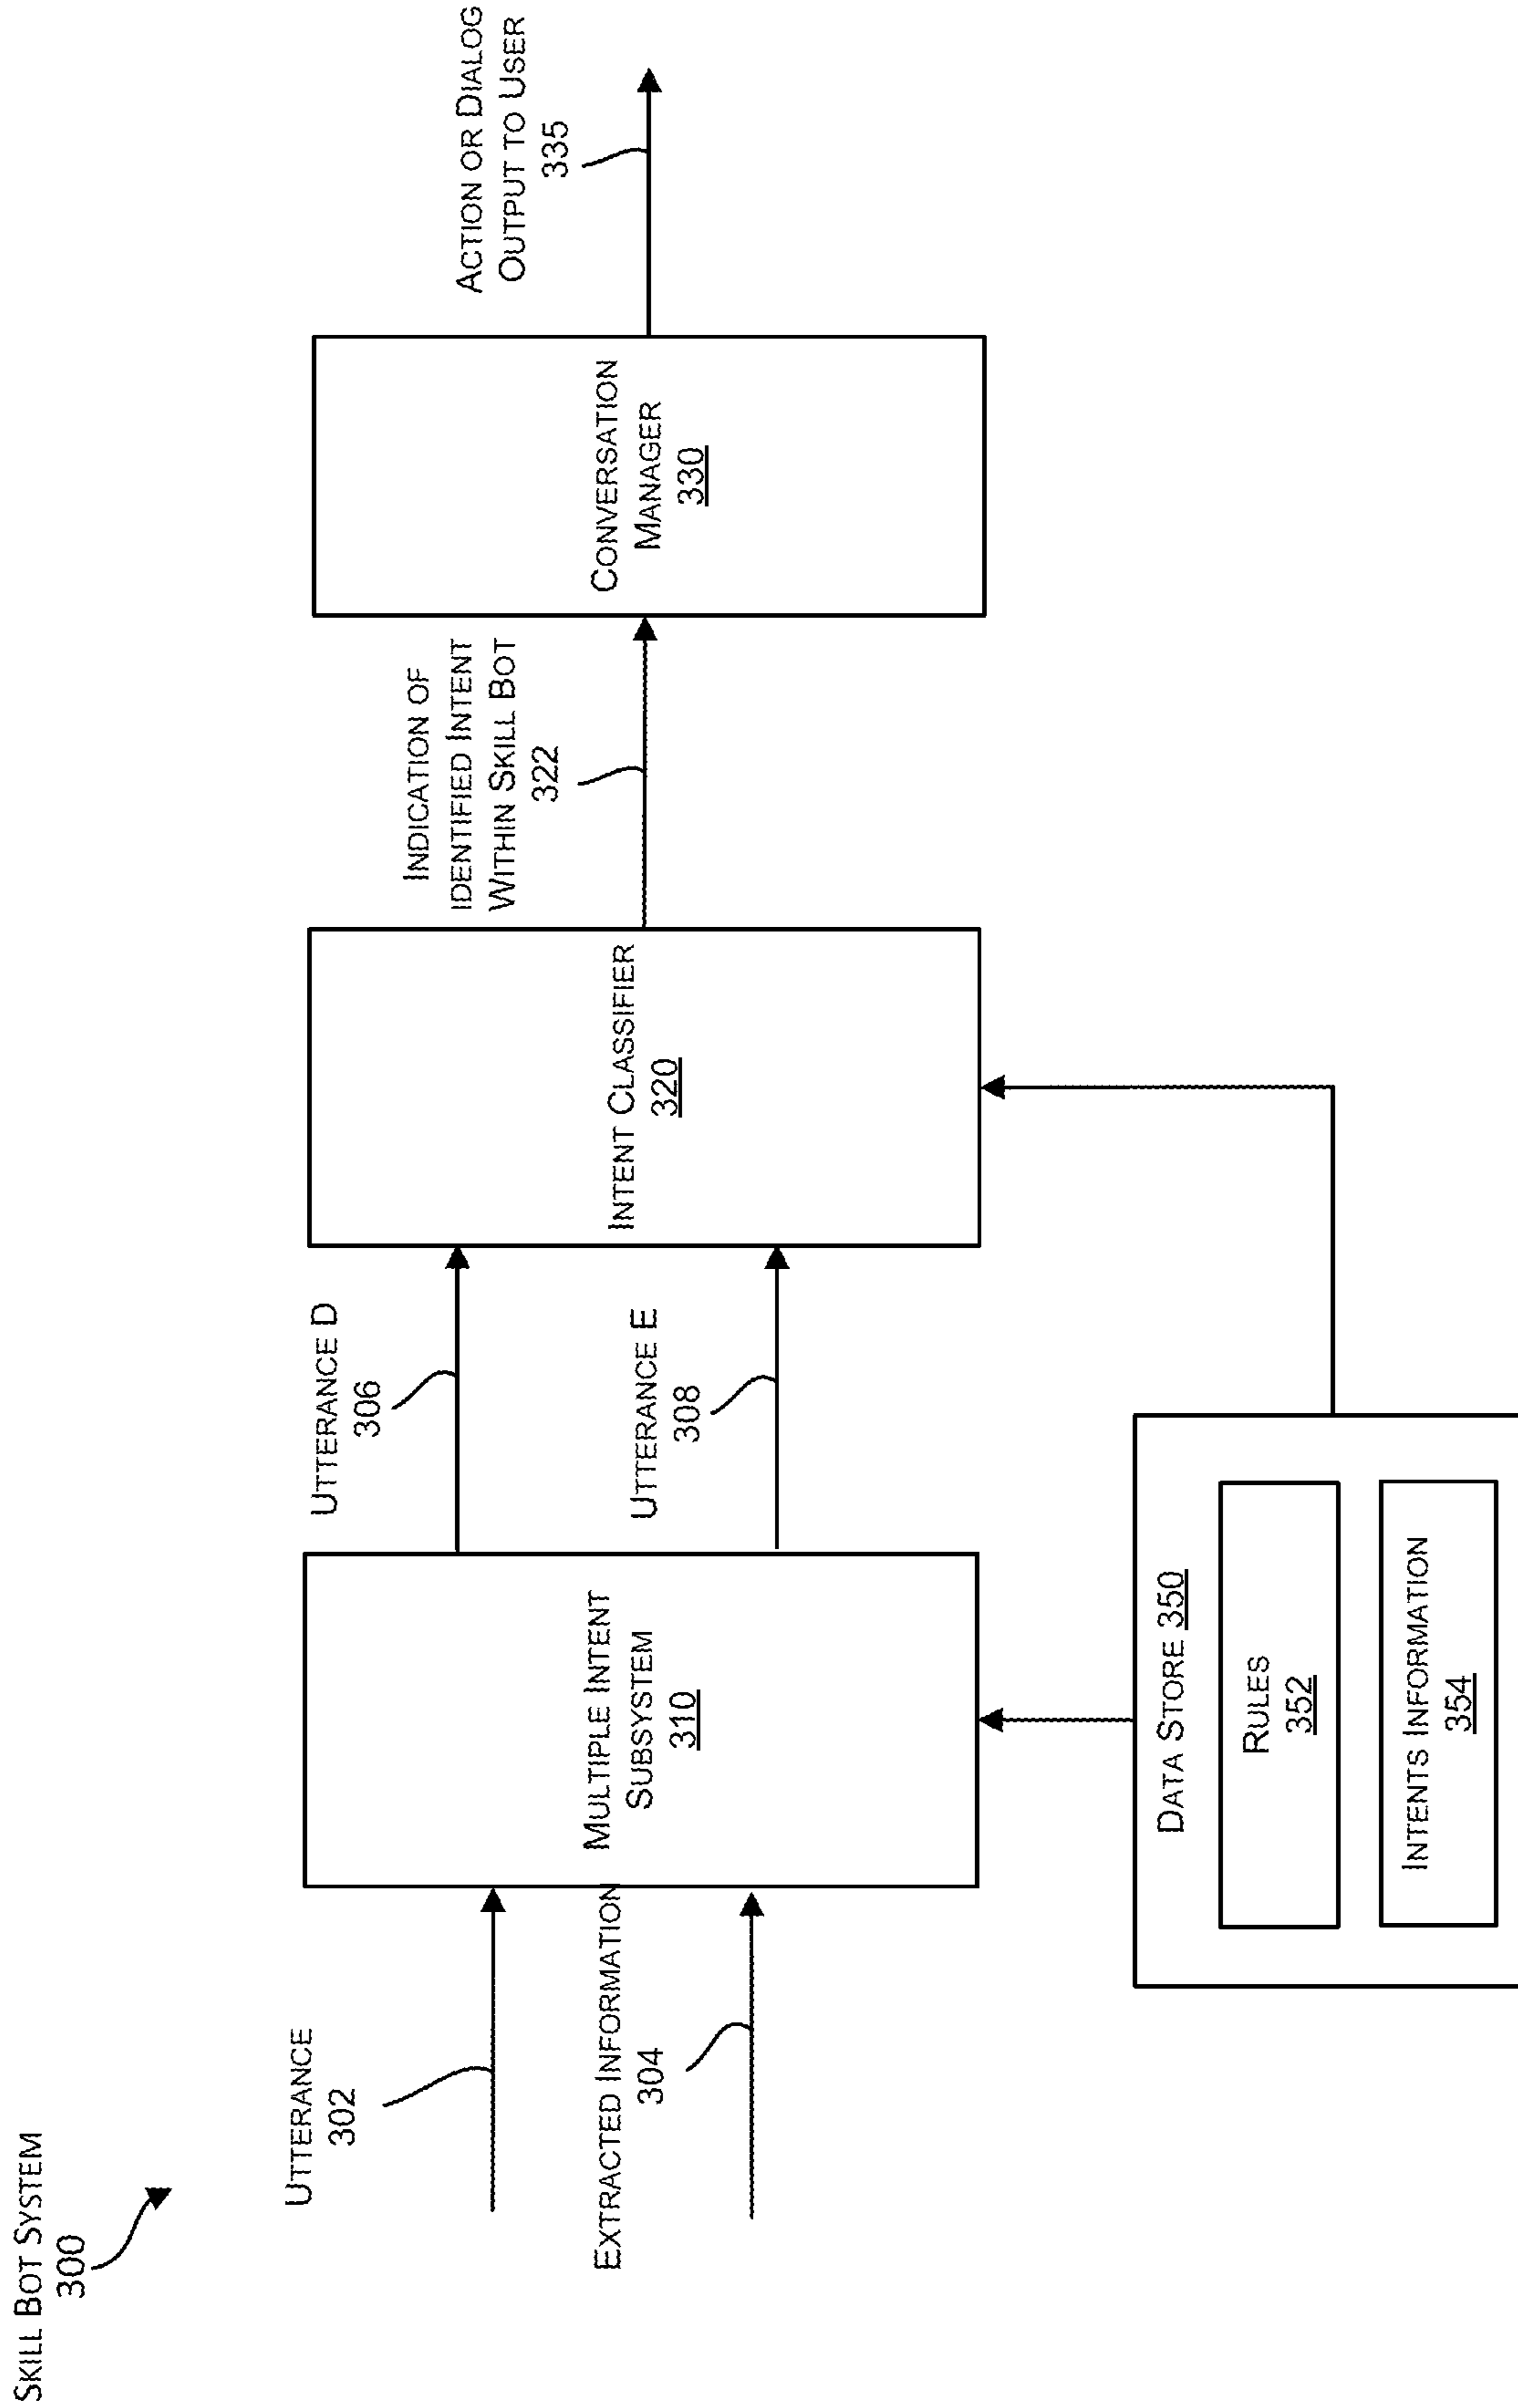 SKILL BOT SYSTEM
300
UTTERANCE
302
EXTRACTED INFORMATION
304
MULTIPLE INTENT
SUBSYSTEM
310
UTTERANCE D
306
UTTERANCE E
308
INTENT CLASSIFIER
320
INDICATION OF
IDENTIFIED INTENT
WITHIN SKILL BOT
322
CONVERSATION
MANAGER
330
ACTION OR DIALOG
OUTPUT TO USER
335
DATA STORE 350
RULES
352
INTENTS INFORMATION
354